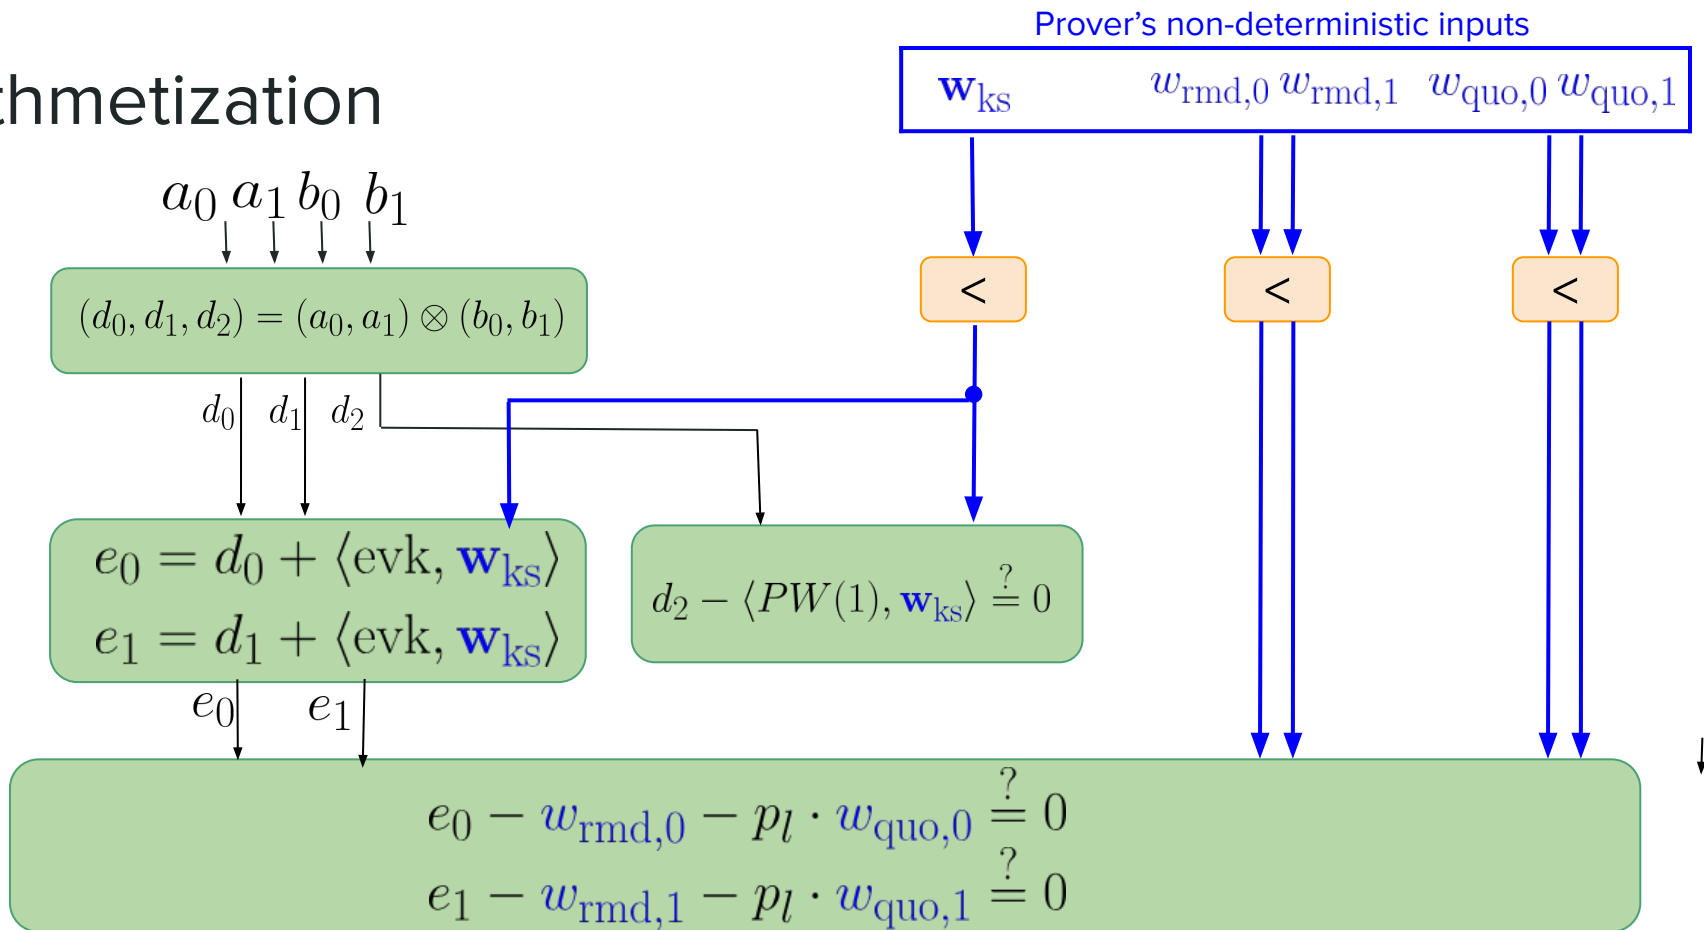 Prover’s non-deterministic inputs
w_ks w_rmd,0 w_rmd,1 w_quo,0 w_quo,1
thmetization
a_0 a_1 b_0 b_1
< < <
(d_0, d_1, d_2) = (a_0, a_1) ⊗ (b_0, b_1)
d_0 d_1 d_2
e_0 = d_0 + ⟨evk, w_ks⟩
e_1 = d_1 + ⟨evk, w_ks⟩
d_2 − ⟨PW(1), w_ks⟩ ≟ 0
e_0 e_1
e_0 − w_rmd,0 − p_l · w_quo,0 ≟ 0
e_1 − w_rmd,1 − p_l · w_quo,1 ≟ 0